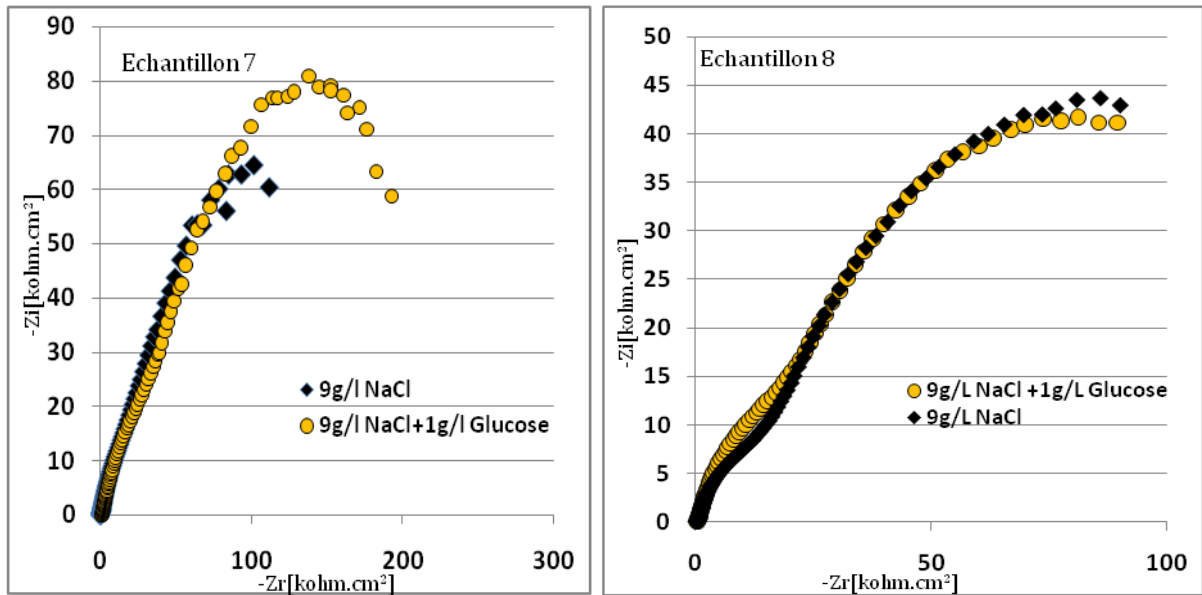 Echantillon 7
-Zi[kohm.cm²]
90
80
70
60
50
40
30
20
10
0
9g/l NaCl
9g/l NaCl+1g/l Glucose
0
100
200
300
-Zr[kohm.cm²]
Echantillon 8
-Zi[kohm.cm²]
50
45
40
35
30
25
20
15
10
5
0
9g/L NaCl +1g/L Glucose
9g/L NaCl
0
50
100
-Zr[kohm.cm²]